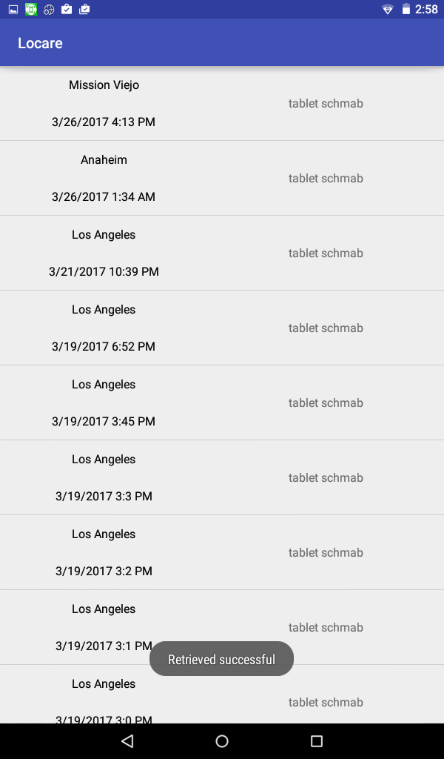 2:58
Locare
Mission Viejo
tablet schmab
3/26/2017 4:13 PM
Anaheim
tablet schmab
3/26/2017 1:34 AM
Los Angeles
tablet schmab
3/21/2017 10:39 PM
Los Angeles
tablet schmab
3/19/2017 6:52 PM
Los Angeles
tablet schmab
3/19/2017 3:45 PM
Los Angeles
tablet schmab
3/19/2017 3:3 PM
Los Angeles
tablet schmab
3/19/2017 3:2 PM
Los Angeles
tablet schmab
3/19/2017 3:1 PM
Retrieved successful
Los Angeles
tablet schmab
3/19/2017 3:0 PM